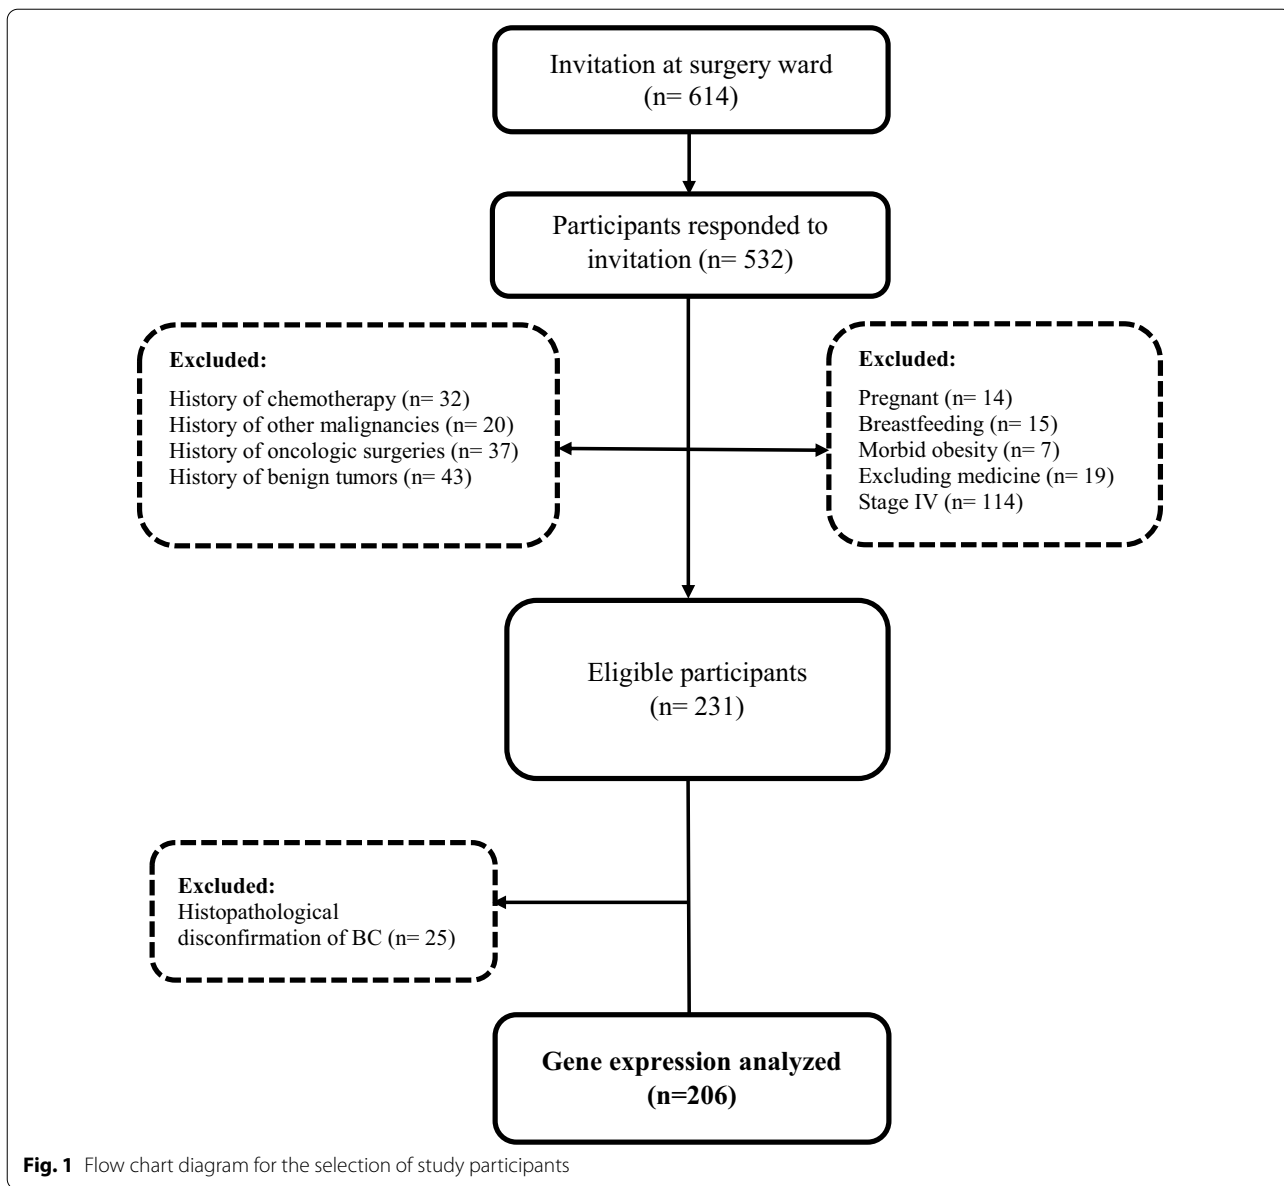 Invitation at surgery ward
(n= 614)
Participants responded to
invitation (n= 532)
Excluded:
History of chemotherapy (n= 32)
History of other malignancies (n= 20)
History of oncologic surgeries (n= 37)
History of benign tumors (n= 43)
Excluded:
Pregnant (n= 14)
Breastfeeding (n= 15)
Morbid obesity (n= 7)
Excluding medicine (n= 19)
Stage IV (n= 114)
Eligible participants
(n= 231)
Excluded:
Histopathological
disconfirmation of BC (n= 25)
Gene expression analyzed
(n=206)
Fig. 1 Flow chart diagram for the selection of study participants